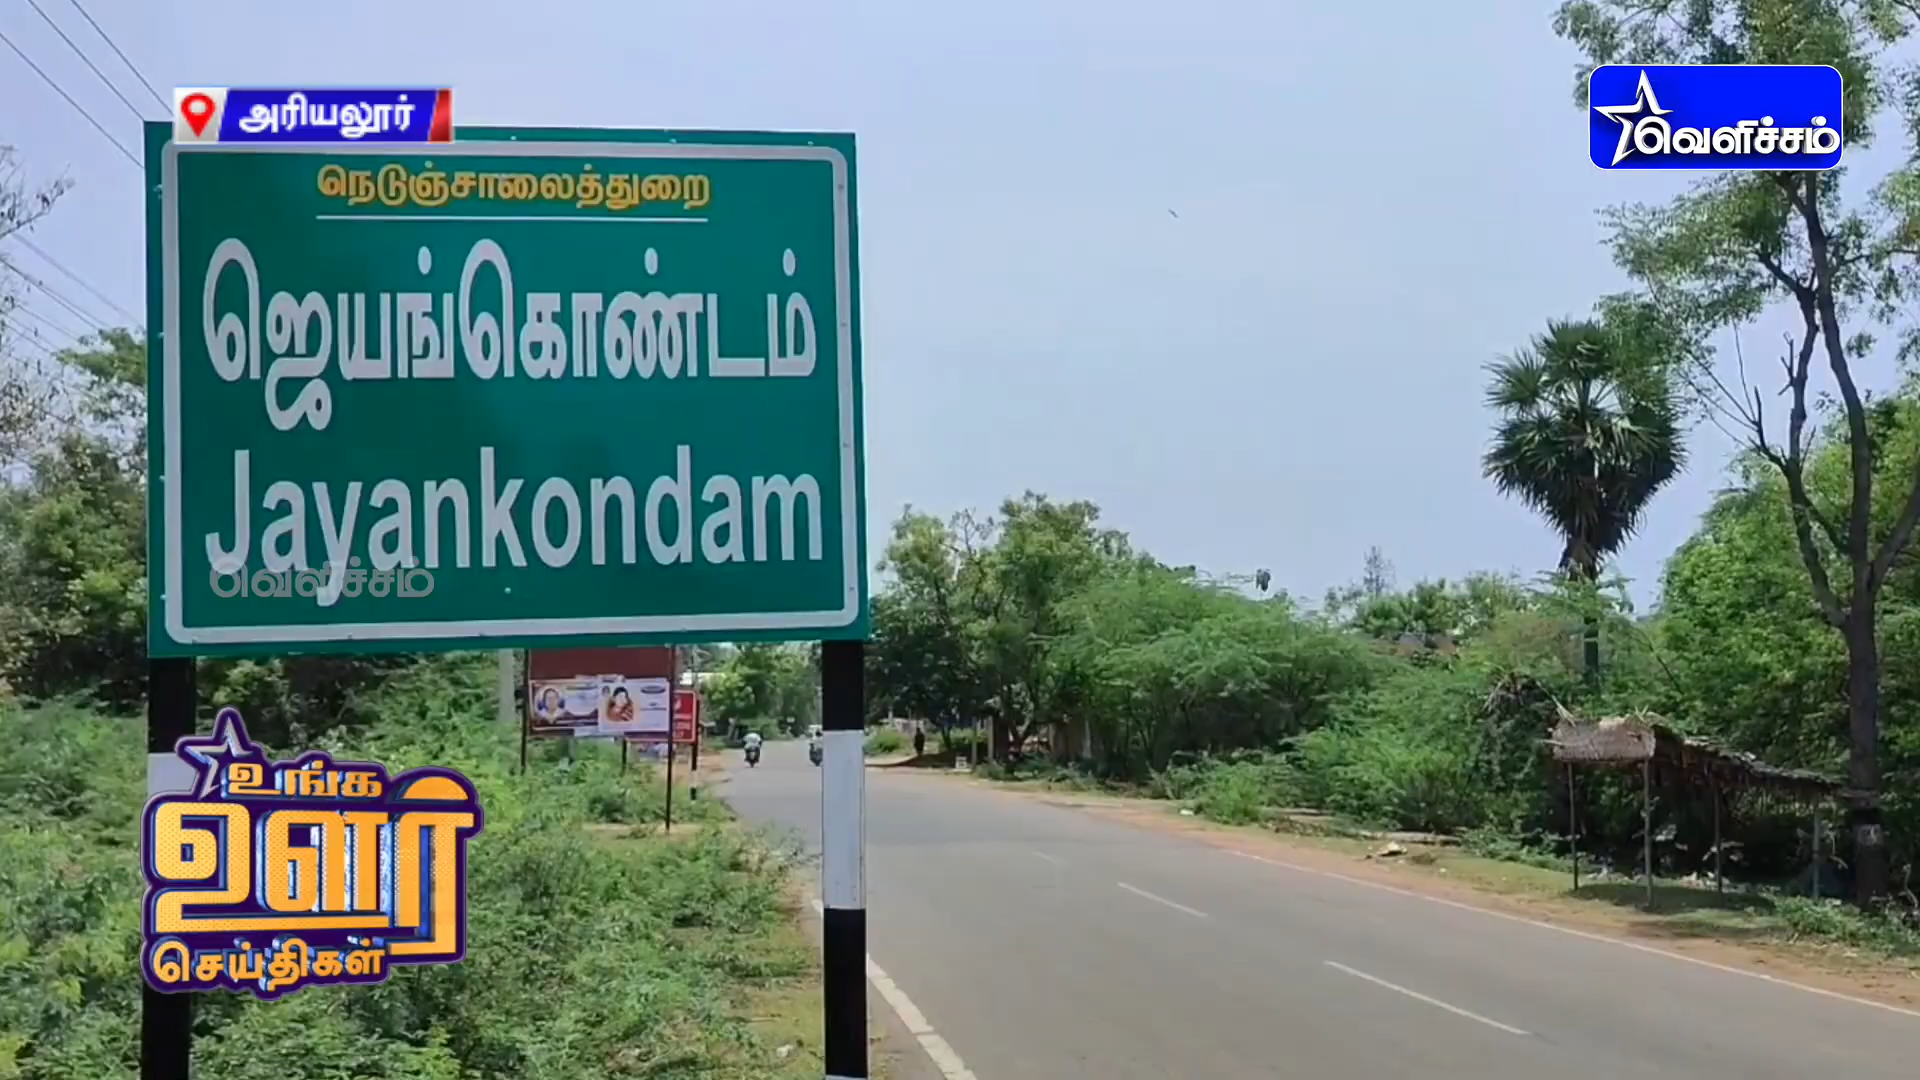 அரியலூர்
வெளிச்சம்
நெடுஞ்சாலைத்துறை
ஜெயங்கொண்டம்
Jayankondam
வெளிச்சம்
உங்க
ஊர்
செய்திகள்